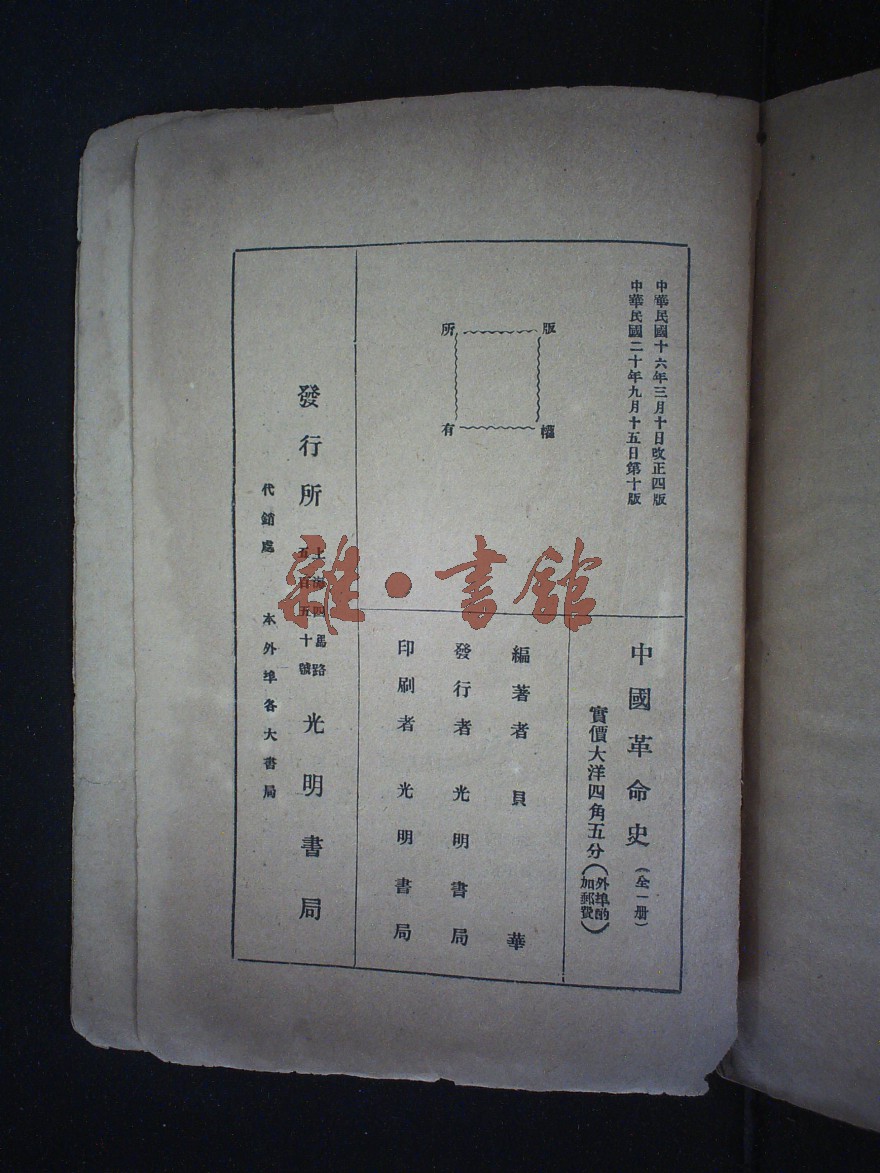 中華民國十六年三月十日改正四版
中華民國二十年九月十五日第十版
版權所有
中國革命史（全一册）
實價大洋四角五分（外埠酌加郵費）
編著者 貝華
發行者 光明書局
印刷者 光明書局
發行所 上海四馬路五百五十號 光明書局
代銷處 本外埠各大書局
雜·書館